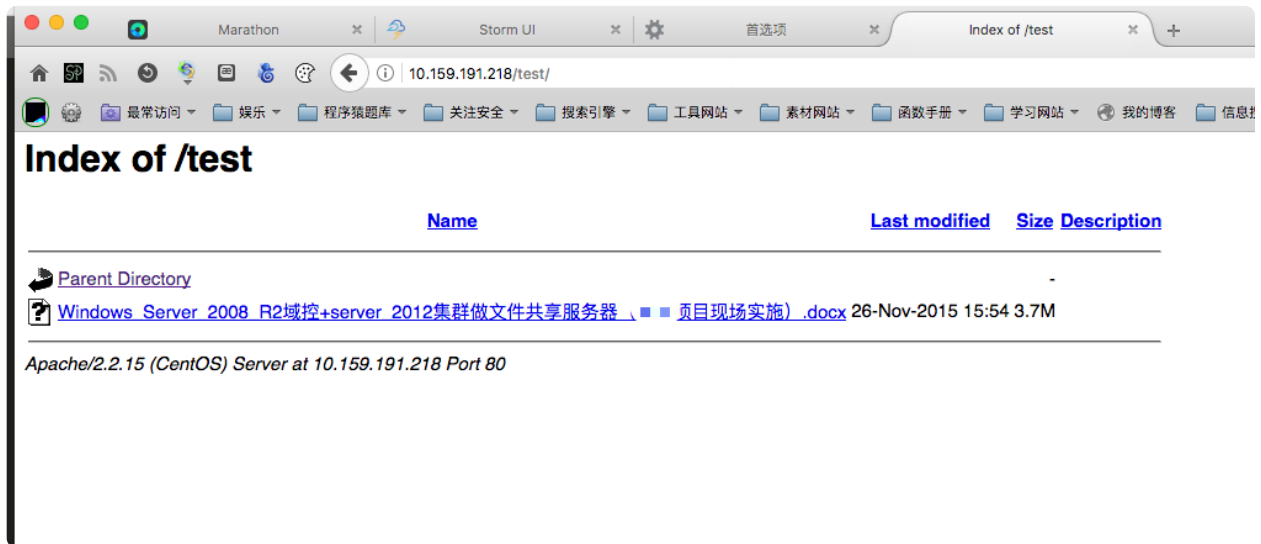 Marathon Storm UI 首选项 Index of /test
10.159.191.218/test/
最常访问 娱乐 程序猿题库 关注安全 搜索引擎 工具网站 素材网站 函数手册 学习网站 我的博客
Index of /test
Name Last modified Size Description
Parent Directory -
Windows_Server_2008_R2域控+server_2012集群做文件共享服务器 项目现场实施）.docx 26-Nov-2015 15:54 3.7M
Apache/2.2.15 (CentOS) Server at 10.159.191.218 Port 80